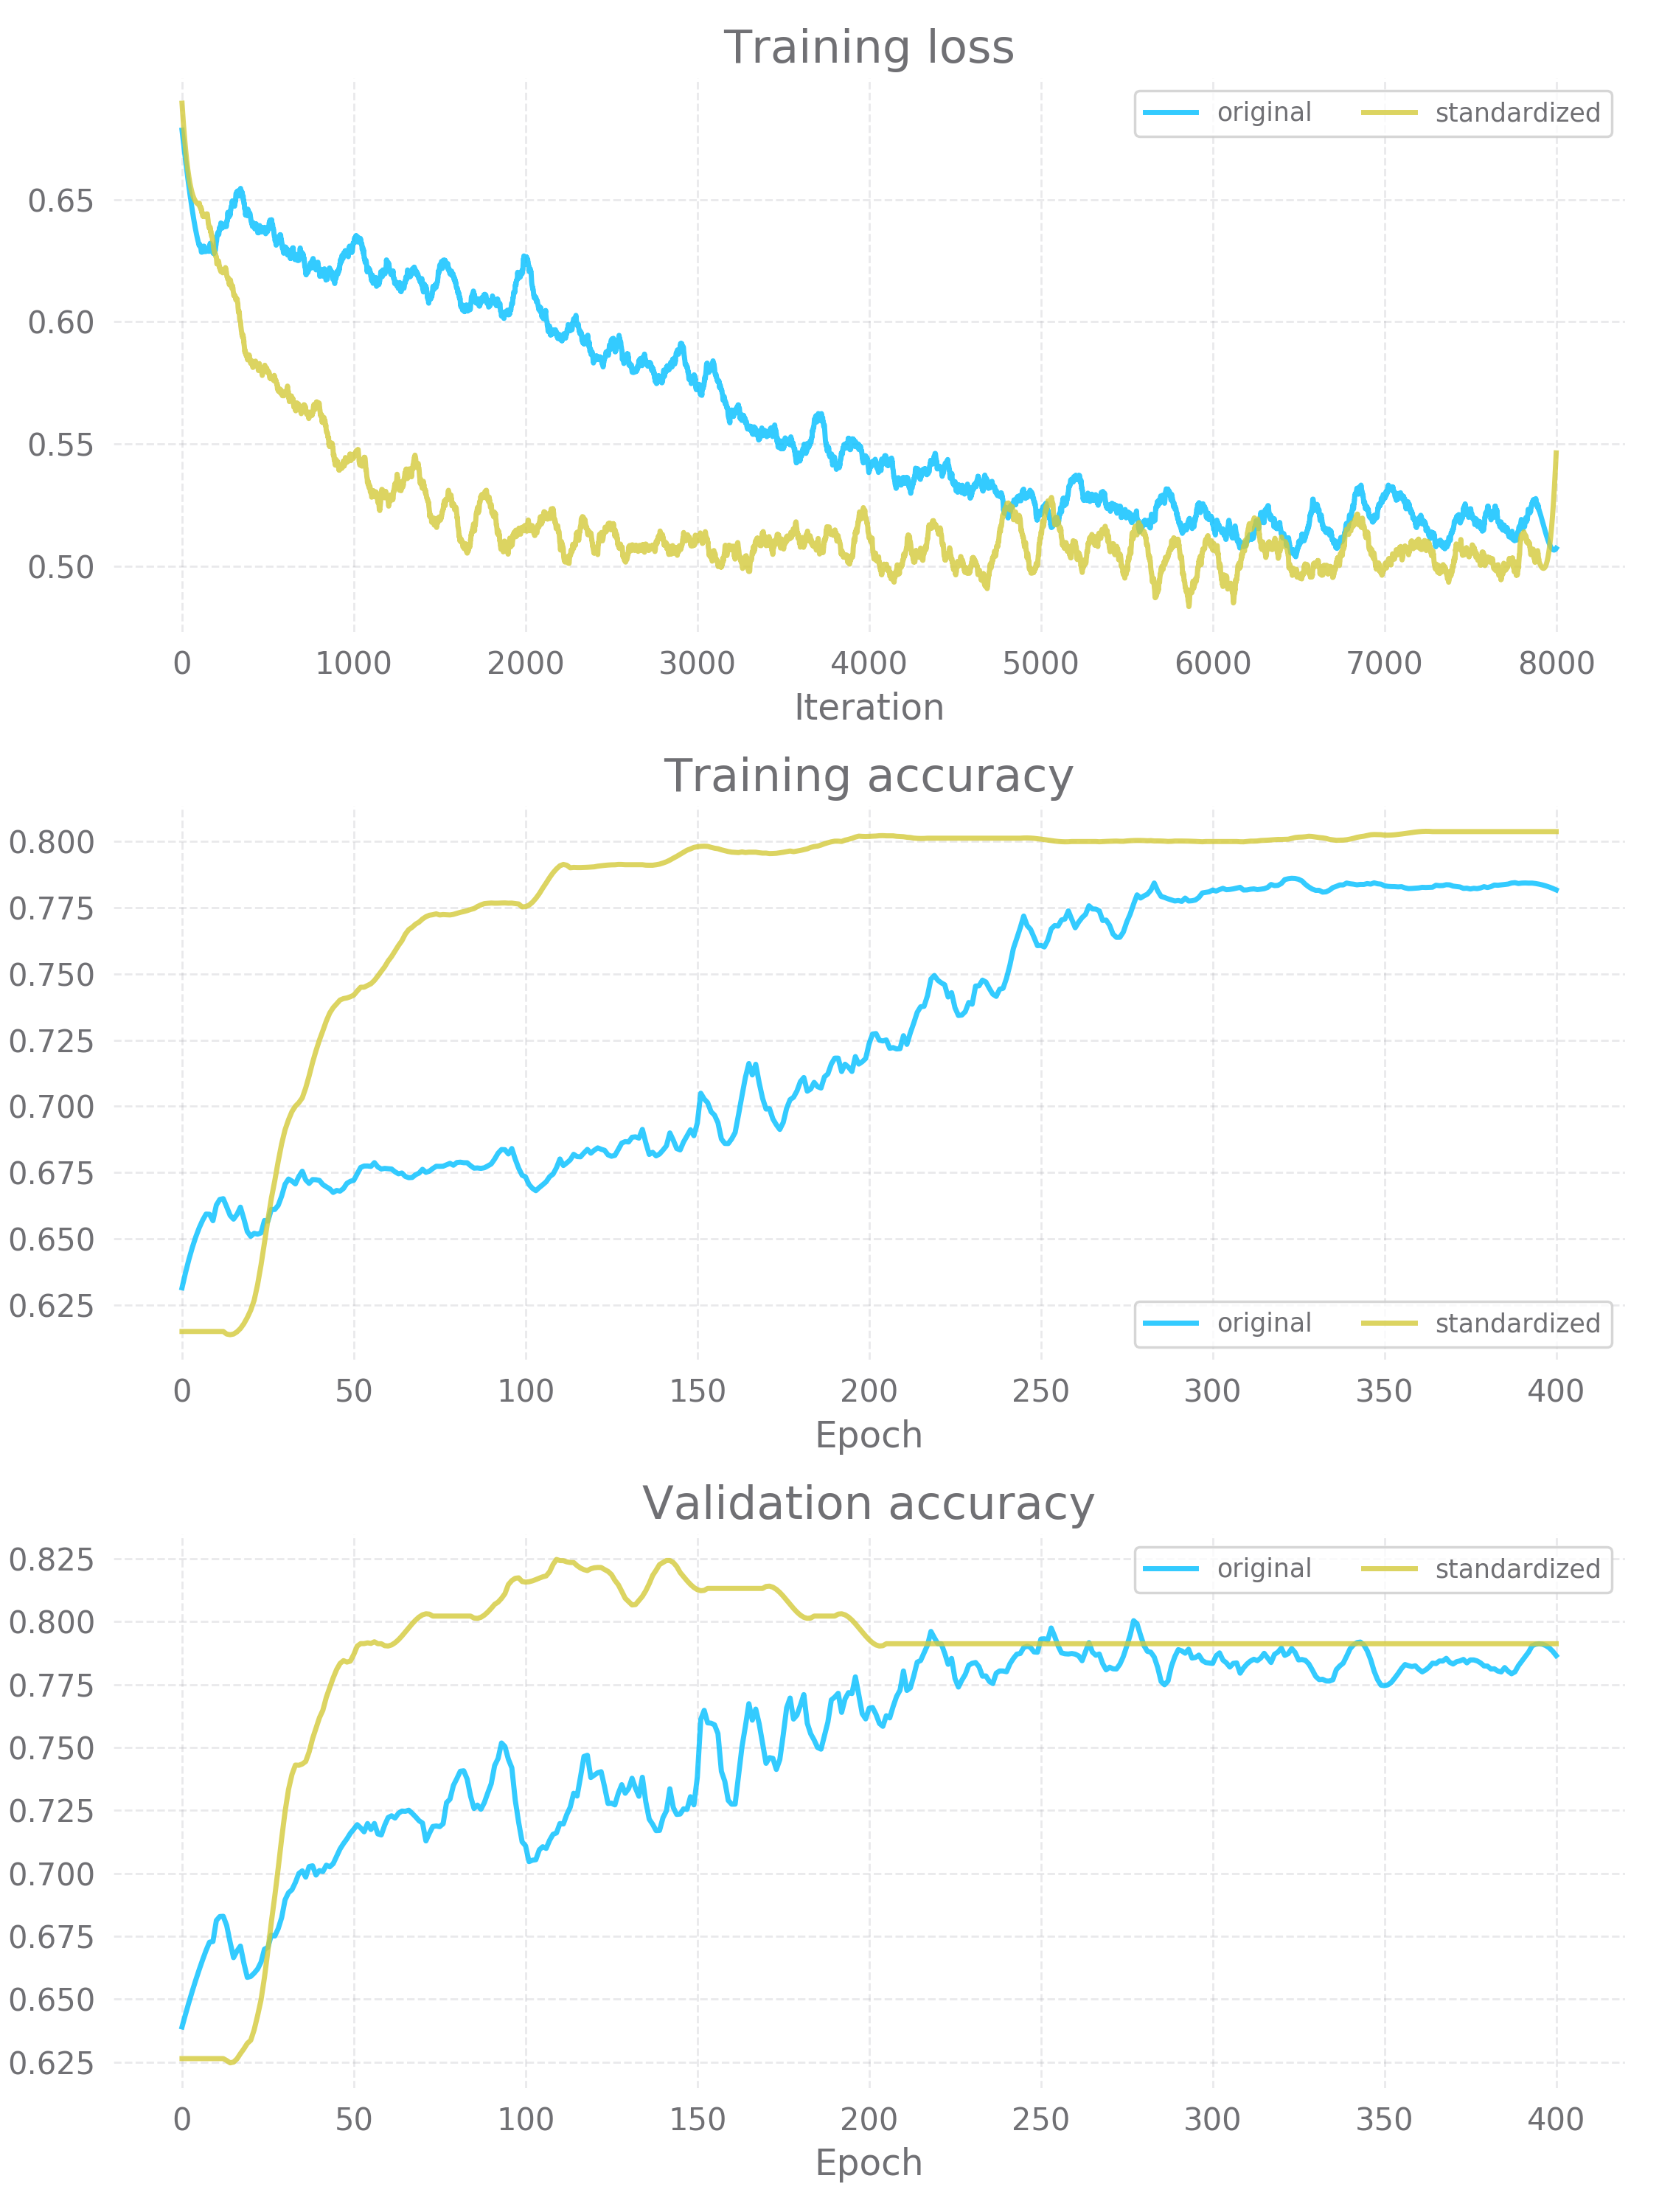 Training loss
original standardized
0.65
0.60
0.55
0.50
0 1000 2000 3000 4000 5000 6000 7000 8000
Iteration
Training accuracy
0.800
0.775
0.750
0.725
0.700
0.675
0.650
0.625
original standardized
0 50 100 150 200 250 300 350 400
Epoch
Validation accuracy
0.825
original standardized
0.800
0.775
0.750
0.725
0.700
0.675
0.650
0.625
0 50 100 150 200 250 300 350 400
Epoch